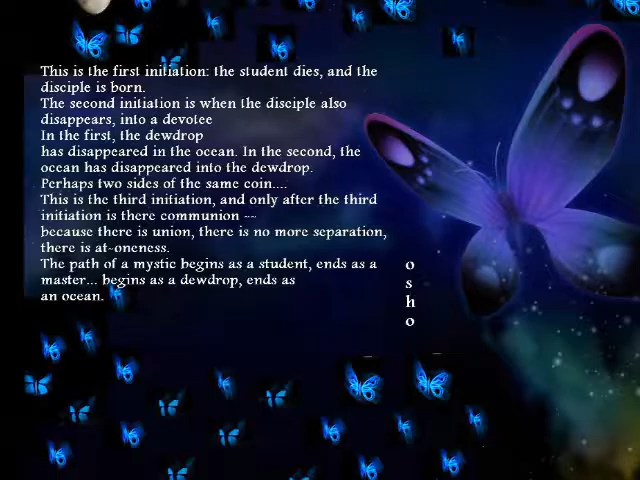 This is the first initiation: the student dies, and the
disciple is born.
The second initiation is when the disciple also
disappears, into a devotee
In the first, the dewdrop
has disappeared in the ocean. In the second, the
ocean has disappeared into the dewdrop.
Perhaps two sides of the same coin....
This is the third initiation, and only after the third
initiation is there communion --
because there is union, there is no more separation,
there is at-oneness.
The path of a mystic begins as a student, ends as a
master... begins as a dewdrop, ends as
an ocean.
o
s
h
o